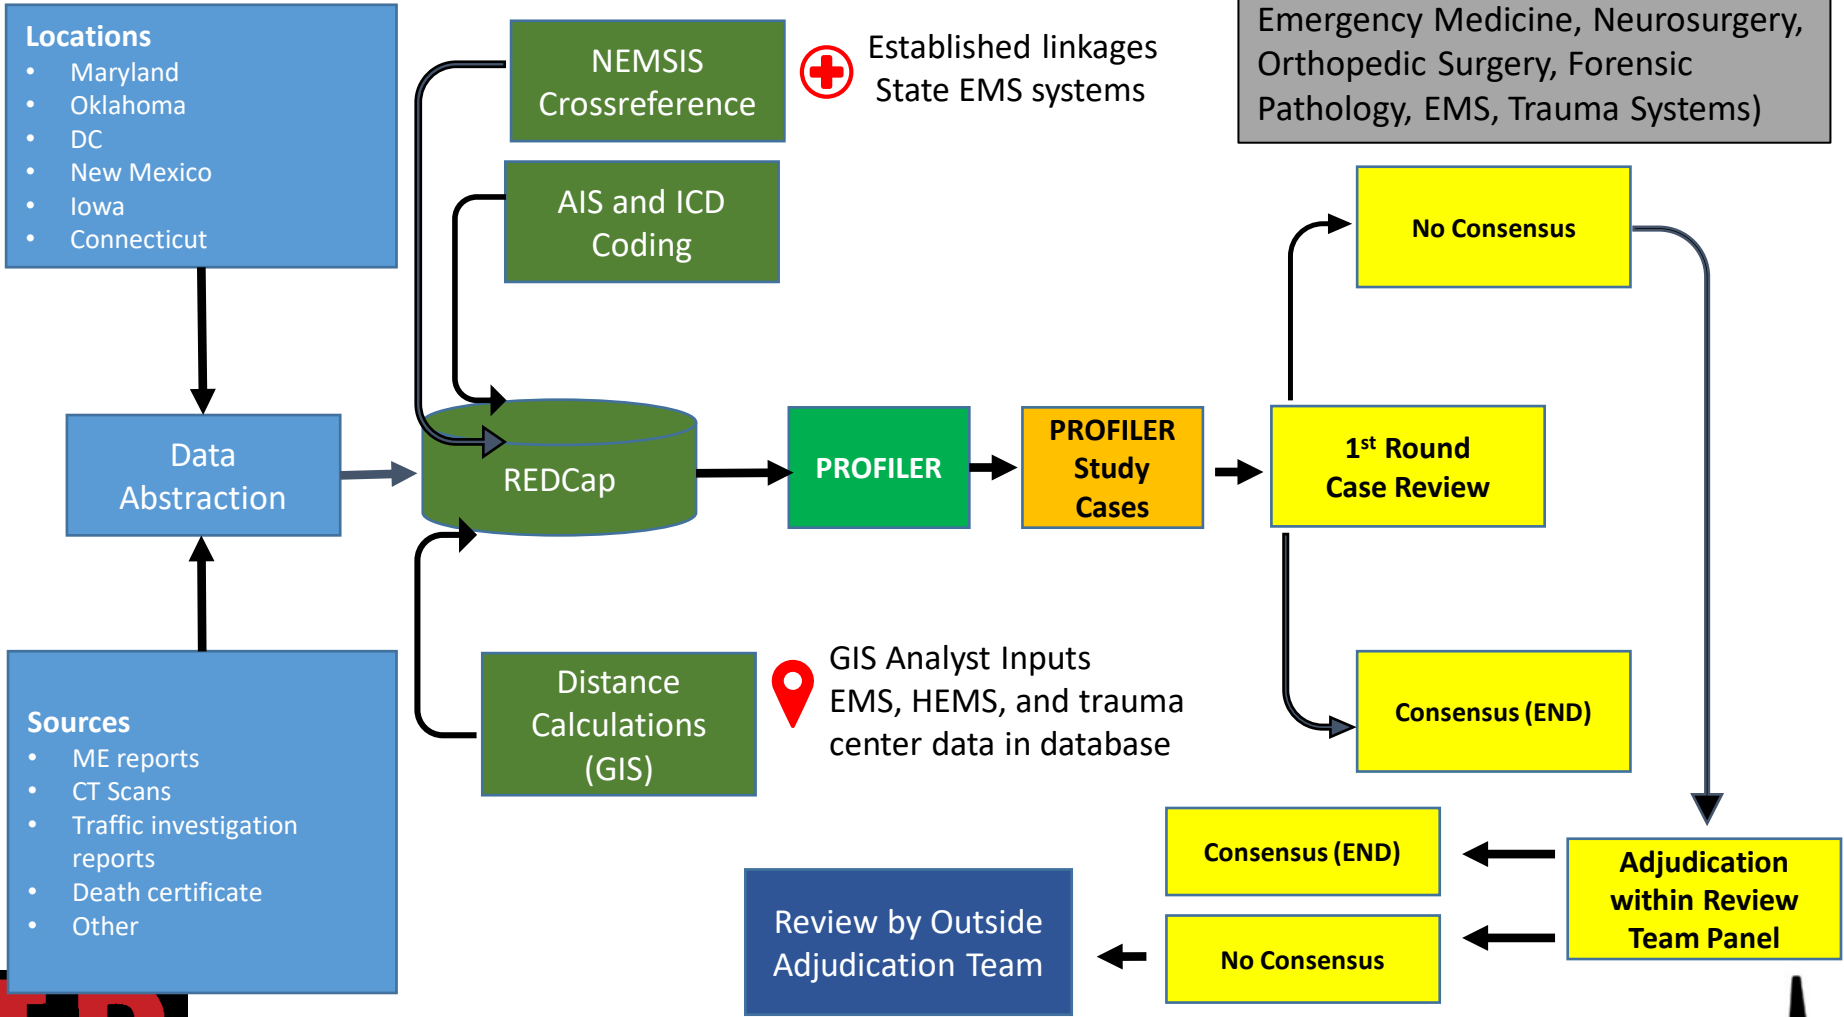 Locations
• Maryland
• Oklahoma
• DC
• New Mexico
• Iowa
• Connecticut
NEMSIS
Crossreference
Established linkages
State EMS systems
Emergency Medicine, Neurosurgery,
Orthopedic Surgery, Forensic
Pathology, EMS, Trauma Systems)
AIS and ICD
Coding
No Consensus
Data
Abstraction
REDCap
PROFILER
PROFILER
Study
Cases
1st Round
Case Review
Distance
Calculations
(GIS)
GIS Analyst Inputs
EMS, HEMS, and trauma
center data in database
Consensus (END)
Sources
• ME reports
• CT Scans
• Traffic investigation
reports
• Death certificate
• Other
Consensus (END)
Adjudication
within Review
Team Panel
Review by Outside
Adjudication Team
No Consensus